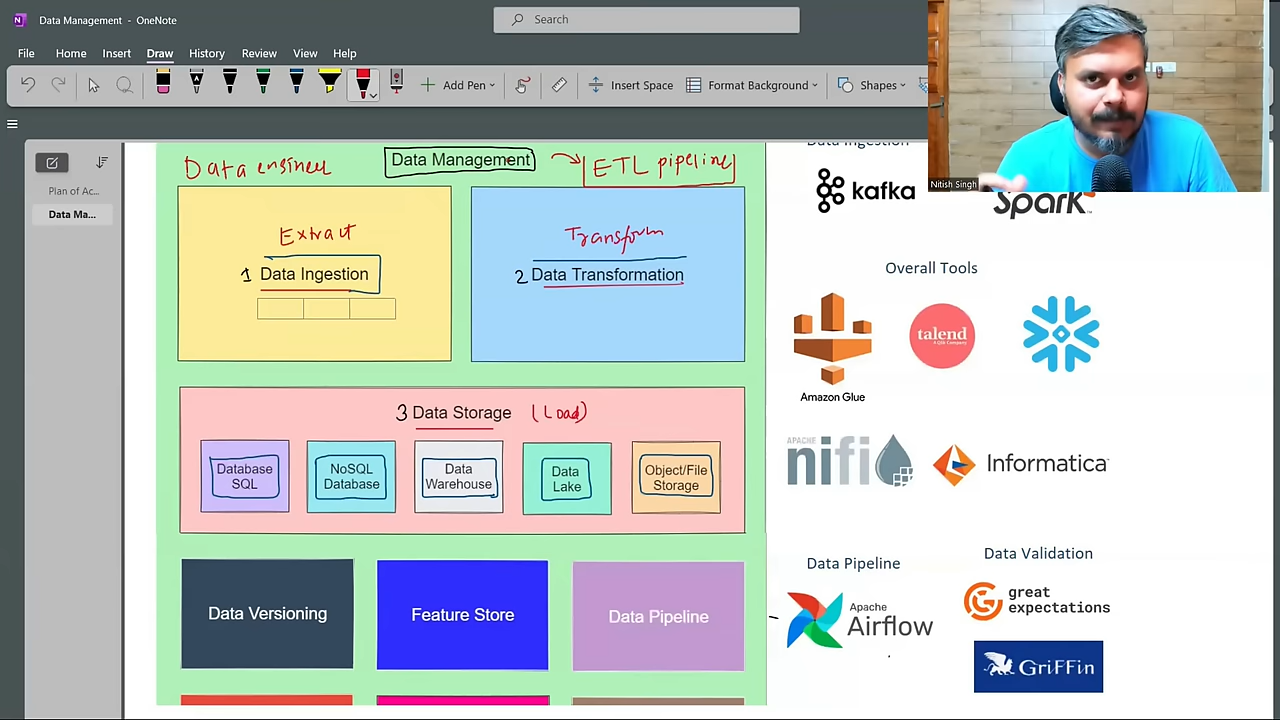 Data Management - OneNote
Search
File Home Insert Draw History Review View Help
Add Pen Insert Space Format Background Shapes
Nitish Singh
Plan of Ac...
Data Ma...
Data engineer
Data Management
ETL pipeline
Extract
1 Data Ingestion
Transform
2 Data Transformation
3 Data Storage (Load)
Database
SQL
NoSQL
Database
Data
Warehouse
Data
Lake
Object/File
Storage
Data Versioning
Feature Store
Data Pipeline
Data Ingestion
kafka
Spark
Overall Tools
Amazon Glue
talend
A Qlik Company
APACHE
nifi
Informatica
Data Pipeline
Apache
Airflow
Data Validation
great
expectations
GRIFFIN